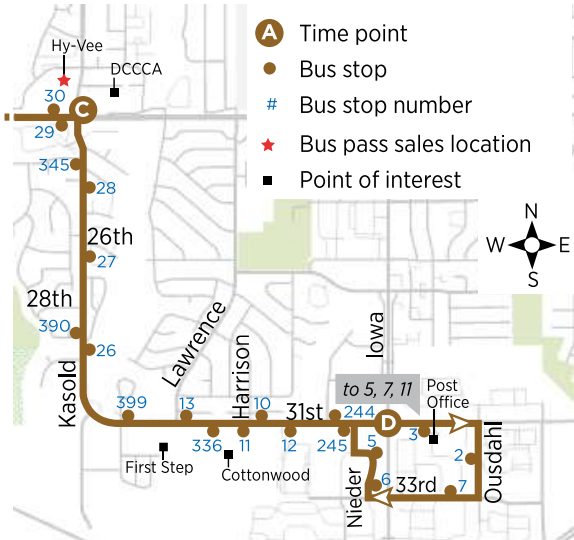 A Time point
Bus stop
# Bus stop number
Bus pass sales location
Point of interest
N
W E
S
Hy-Vee
DCCCA
30
C
29
345
28
26th
27
28th
390
26
Kasold
Lawrence
Harrison
Iowa
to 5, 7, 11
Post
Office
399
13
10
31st
244
D
3
336
11
12
245
5
2
First Step
Cottonwood
6
33rd
7
Nieder
Ousdahl